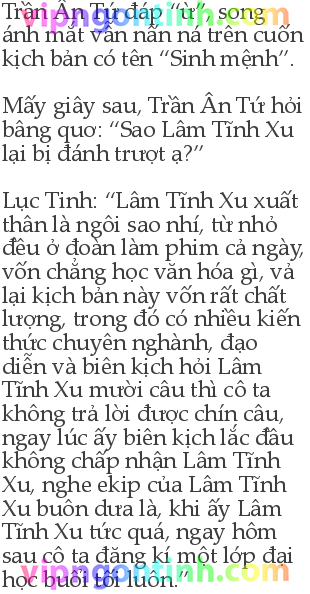 vipngontinh.com
Trần Ân Tứ đáp “ừ”, song
ánh mắt vẫn nấn ná trên cuốn
kịch bản có tên “Sinh mệnh”.
Mấy giây sau, Trần Ân Tứ hỏi
bâng quơ: “Sao Lâm Tĩnh Xu
lại bị đánh trượt ạ?”
Lục Tinh: “Lâm Tĩnh Xu xuất
thân là ngôi sao nhí, từ nhỏ
đều ở đoàn làm phim cả ngày,
vốn chẳng học văn hóa gì, vả
lại kịch bản này vốn rất chất
lượng, trong đó có nhiều kiến
thức chuyên nghành, đạo
diễn và biên kịch hỏi Lâm
Tĩnh Xu mười câu thì cô ta
không trả lời được chín câu,
ngay lúc ấy biên kịch lắc đầu
không chấp nhận Lâm Tĩnh
Xu, nghe ekip của Lâm Tĩnh
Xu buôn dưa là, khi ấy Lâm
Tĩnh Xu tức quá, ngay hôm
sau cô ta đăng kí một lớp đại
học buổi tối luôn.”
vipngontinh.com